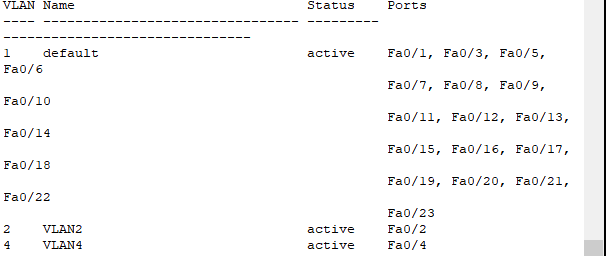 VLAN Name                             Status    Ports
---- -------------------------------- ---------
-------------------------------
1    default                          active    Fa0/1, Fa0/3, Fa0/5,
Fa0/6
                                                Fa0/7, Fa0/8, Fa0/9,
Fa0/10
                                                Fa0/11, Fa0/12, Fa0/13,
Fa0/14
                                                Fa0/15, Fa0/16, Fa0/17,
Fa0/18
                                                Fa0/19, Fa0/20, Fa0/21,
Fa0/22
                                                Fa0/23
2    VLAN2                            active    Fa0/2
4    VLAN4                            active    Fa0/4